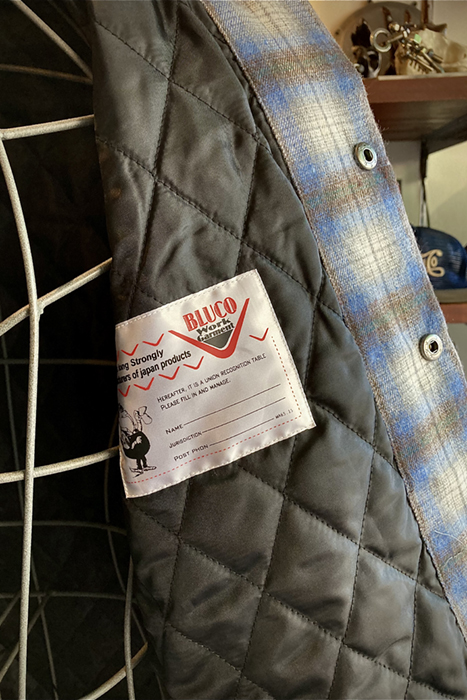 BLUCO
Work
Garment
Strongly
of japan products
HEREAFTER, IT IS A UNION RECOGNITION TABLE
PLEASE FILL IN AND MANAGE.
NAME
JURISDICTION
POST PHON